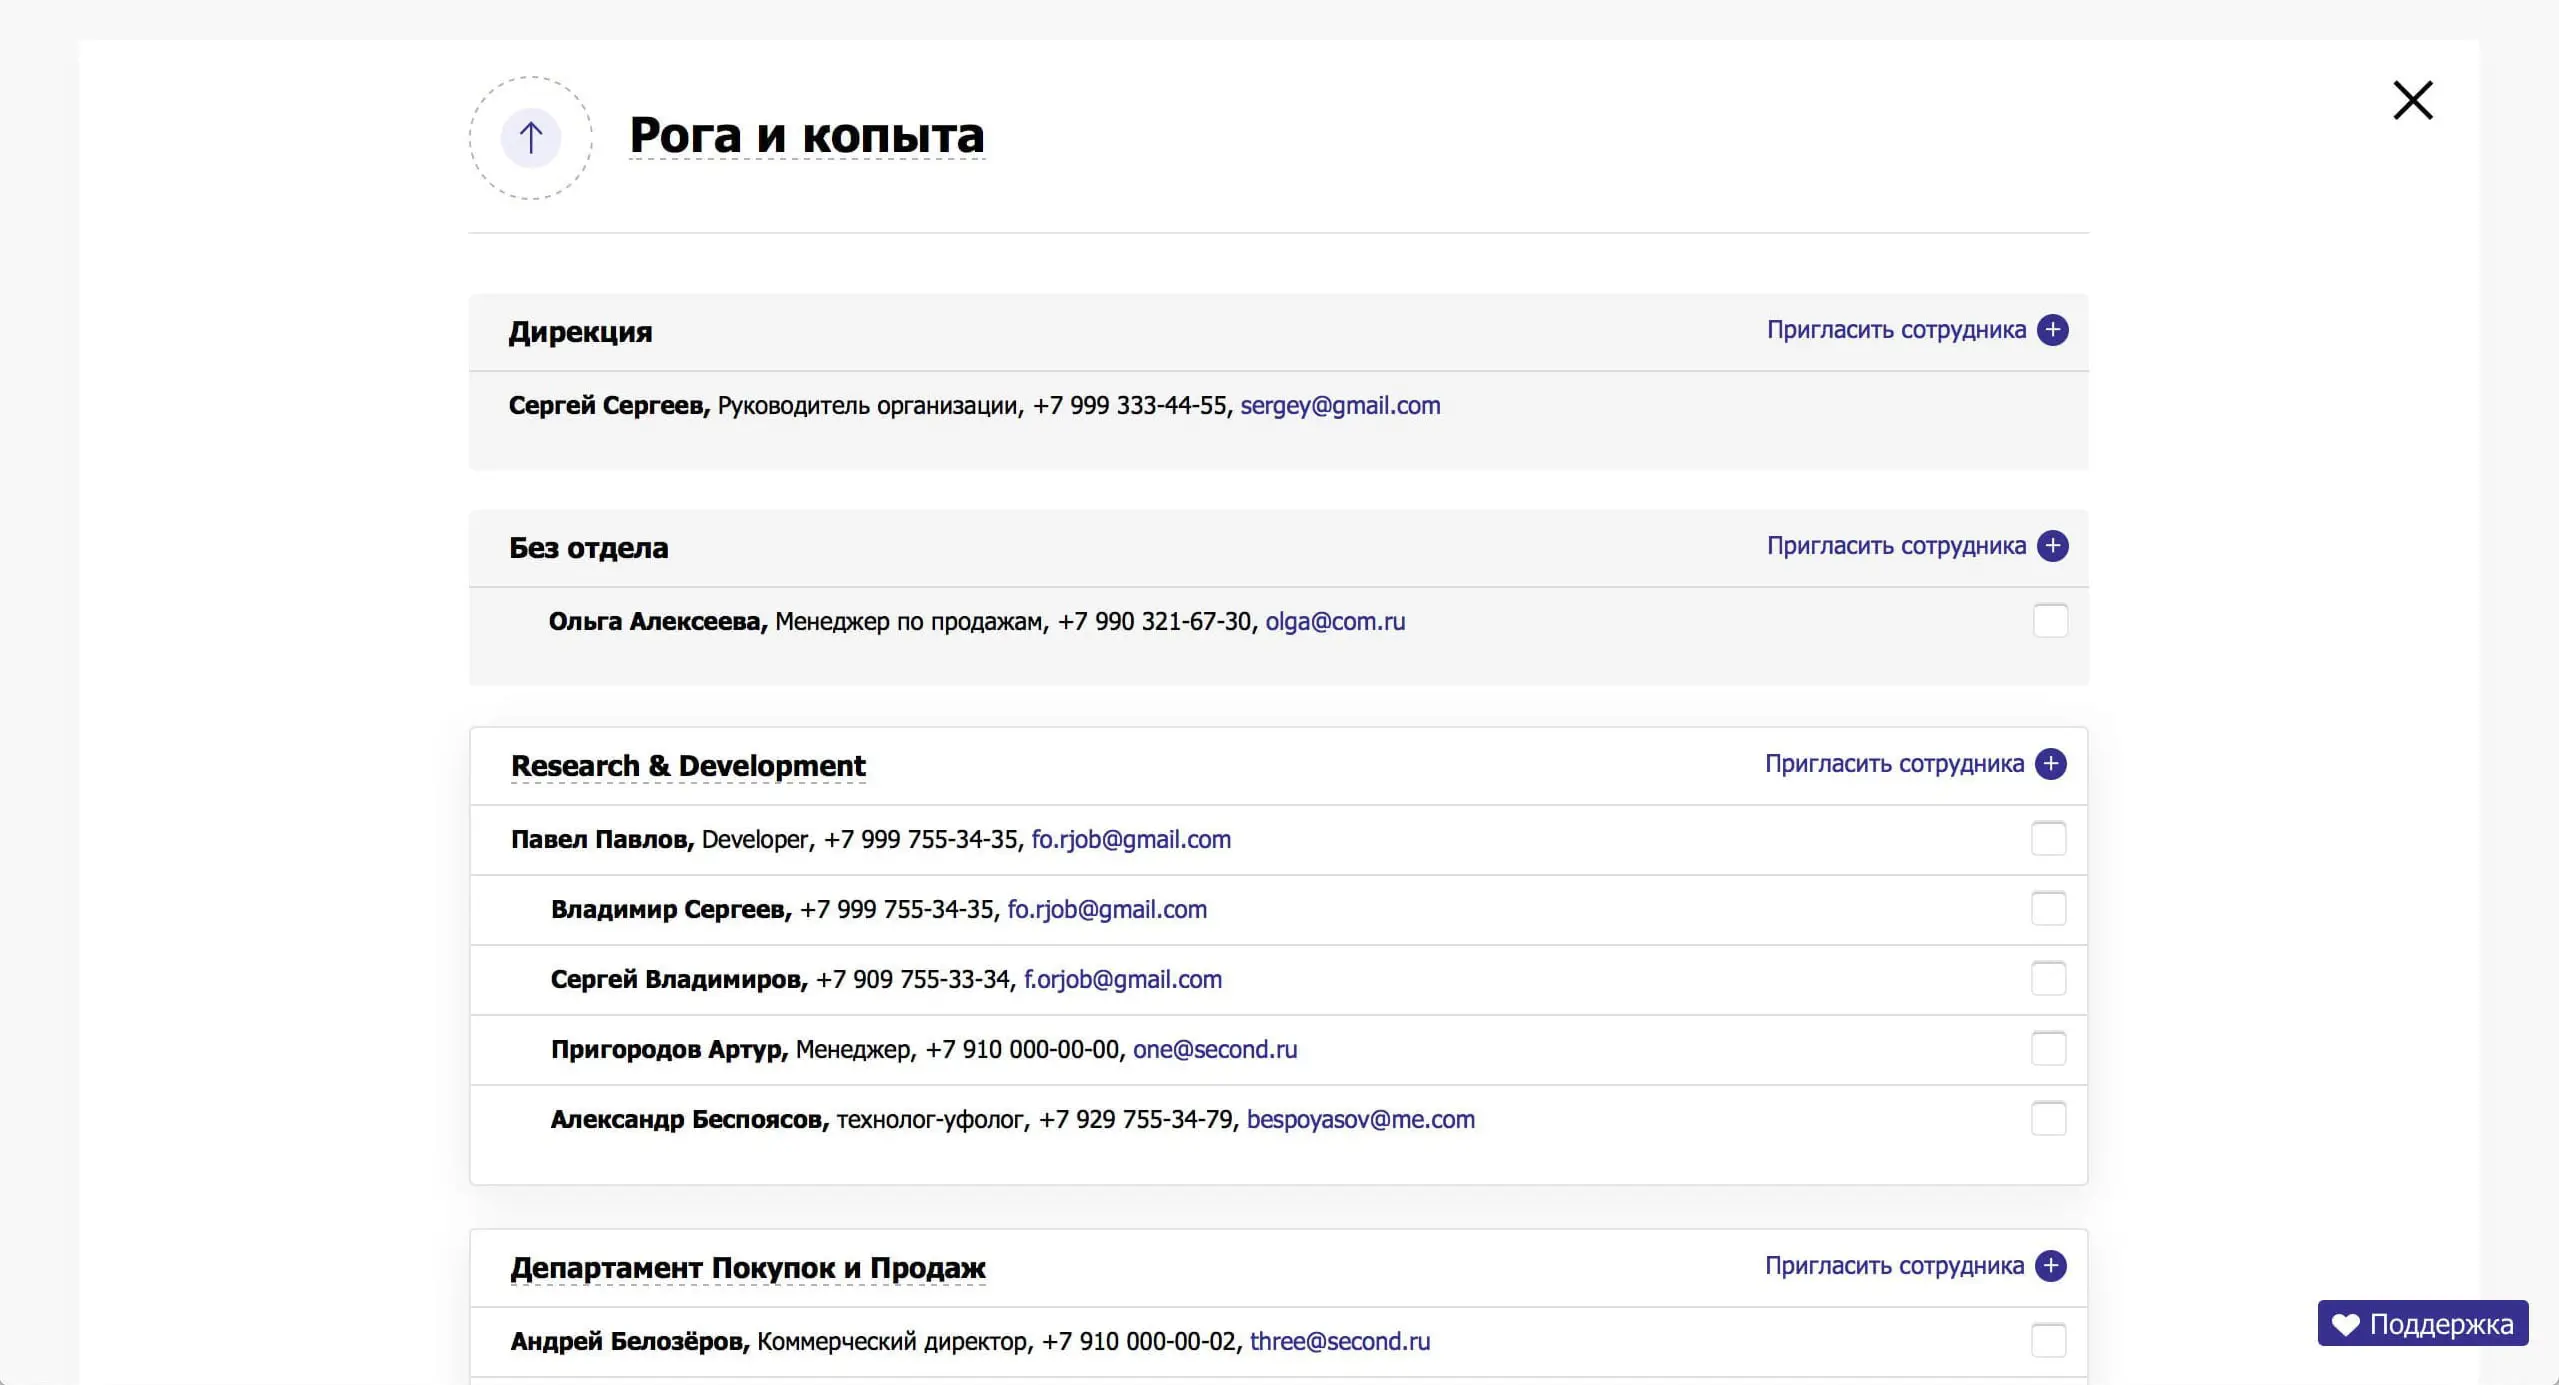 Рога и копыта
Дирекция
Пригласить сотрудника
Сергей Сергеев, Руководитель организации, +7 999 333-44-55, sergey@gmail.com
Без отдела
Пригласить сотрудника
Ольга Алексеева, Менеджер по продажам, +7 990 321-67-30, olga@com.ru
Research & Development
Пригласить сотрудника
Павел Павлов, Developer, +7 999 755-34-35, fo.rjob@gmail.com
Владимир Сергеев, +7 999 755-34-35, fo.rjob@gmail.com
Сергей Владимиров, +7 909 755-33-34, f.orjob@gmail.com
Пригородов Артур, Менеджер, +7 910 000-00-00, one@second.ru
Александр Беспоясов, технолог-уфолог, +7 929 755-34-79, bespoyasov@me.com
Департамент Покупок и Продаж
Пригласить сотрудника
Андрей Белозёров, Коммерческий директор, +7 910 000-00-02, three@second.ru
Поддержка